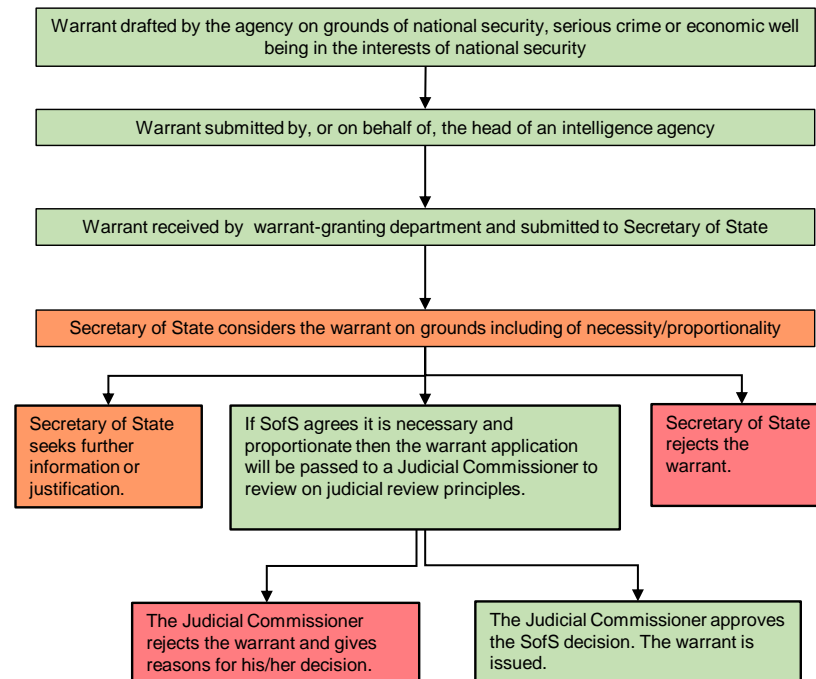 Warrant drafted by the agency on grounds of national security, serious crime or economic well
being in the interests of national security
Warrant submitted by, or on behalf of, the head of an intelligence agency
Warrant received by warrant-granting department and submitted to Secretary of State
Secretary of State considers the warrant on grounds including of necessity/proportionality
Secretary of State
seeks further
information or
justification.
If SofS agrees it is necessary and
proportionate then the warrant application
will be passed to a Judicial Commissioner to
review on judicial review principles.
Secretary of State
rejects the
warrant.
The Judicial Commissioner
rejects the warrant and gives
reasons for his/her decision.
The Judicial Commissioner approves
the SofS decision. The warrant is
issued.